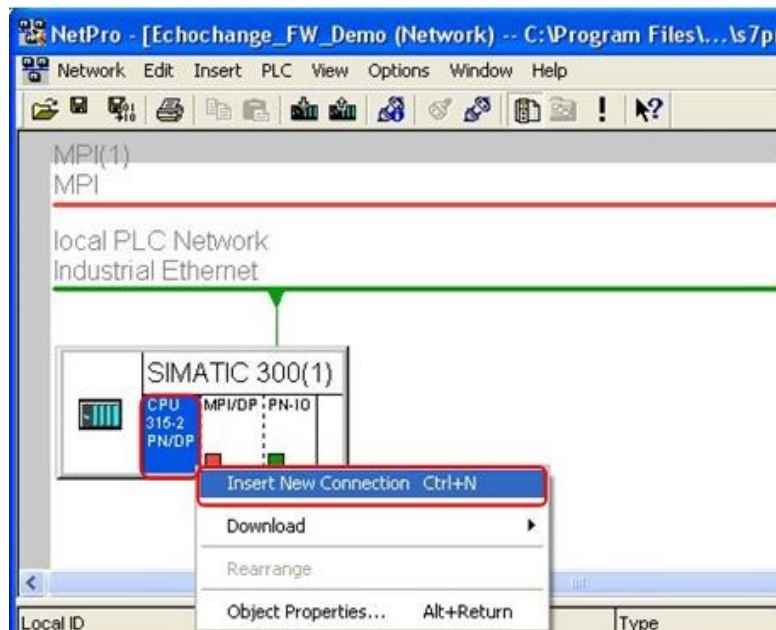 NetPro - [Echochange_FW_Demo (Network) -- C:\Program Files\...\s7p
Network Edit Insert PLC View Options Window Help
MPI(1)
MPI
local PLC Network
Industrial Ethernet
SIMATIC 300(1)
CPU 315-2 PN/DP
MPI/DP
PN-IO
Insert New Connection Ctrl+N
Download
Rearrange
Object Properties... Alt+Return
Local ID
Type